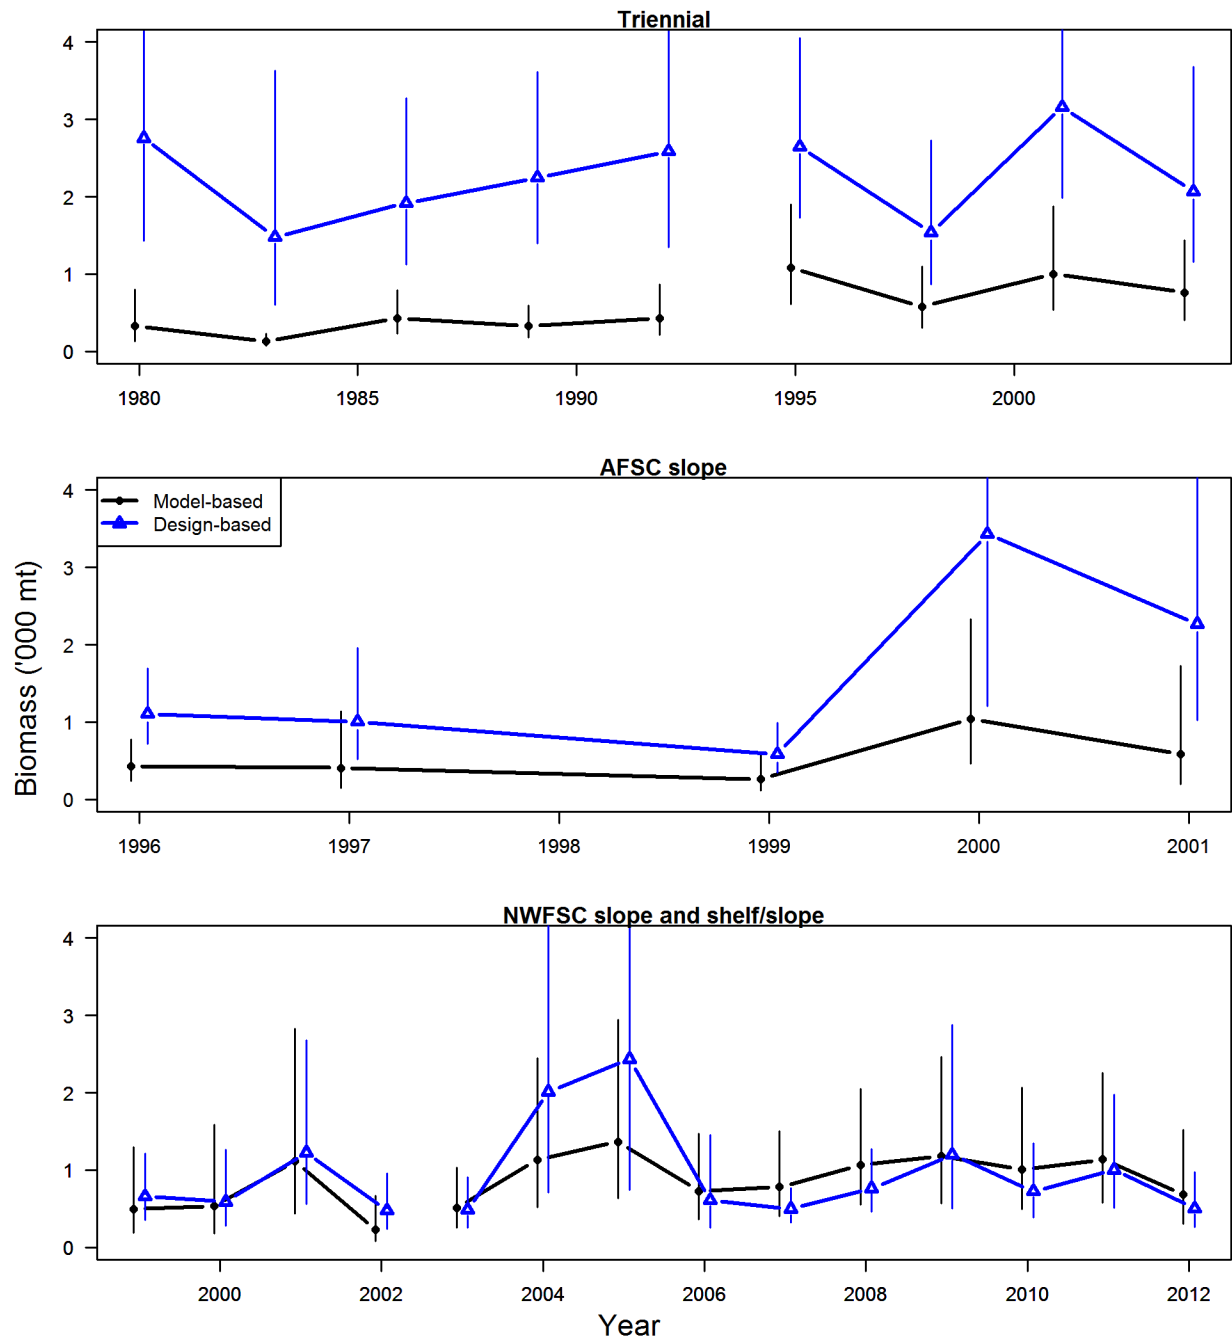 Triennial
4
3
2
1
0
1980 1985 1990 1995 2000
AFSC slope
Model-based
Design-based
4
3
2
1
0
1996 1997 1998 1999 2000 2001
Biomass ('000 mt)
NWFSC slope and shelf/slope
4
3
2
1
0
2000 2002 2004 2006 2008 2010 2012
Year